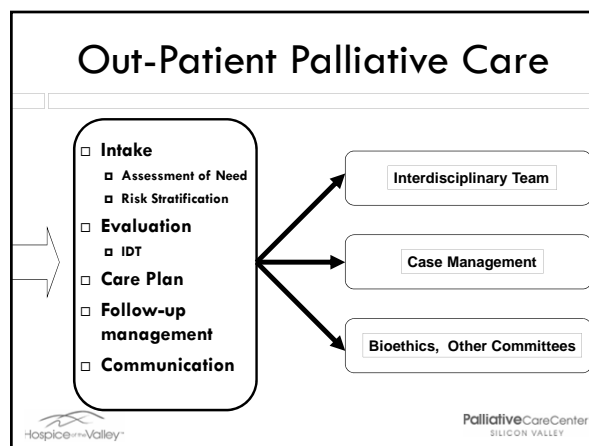 Out-Patient Palliative Care
Intake
Assessment of Need
Risk Stratification
Evaluation
IDT
Care Plan
Follow-up
management
Communication
Interdisciplinary Team
Case Management
Bioethics, Other Committees
Hospice of the Valley
PalliativeCareCenter
SILICON VALLEY